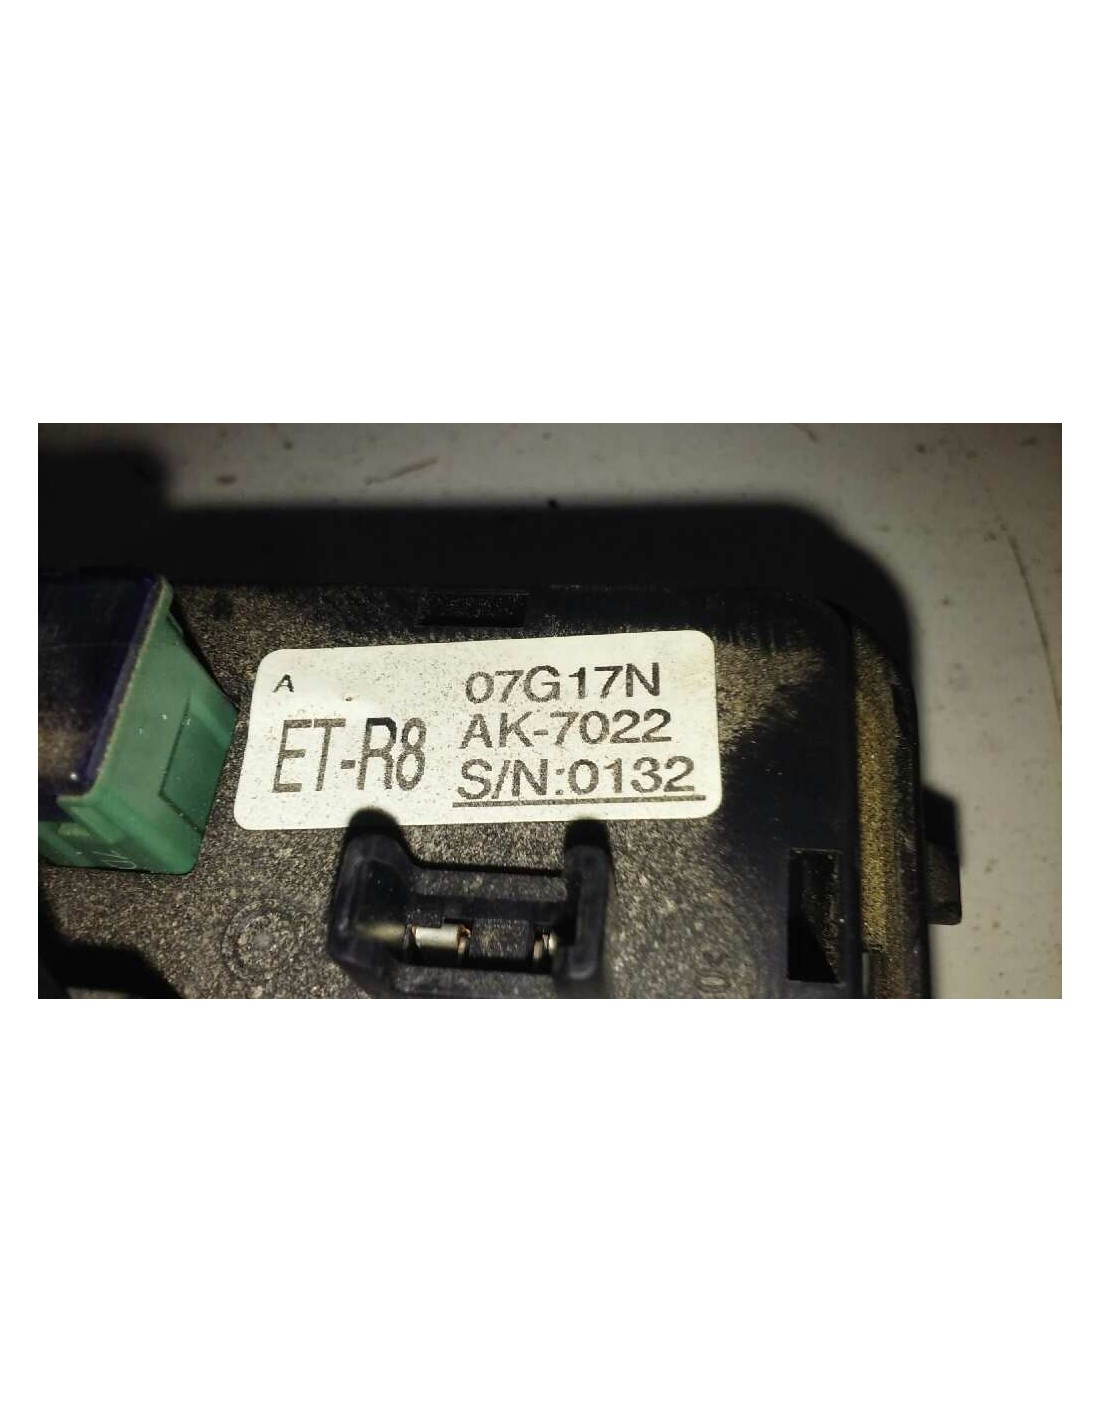 A
ET-R8
07G17N
AK-7022
S/N:0132